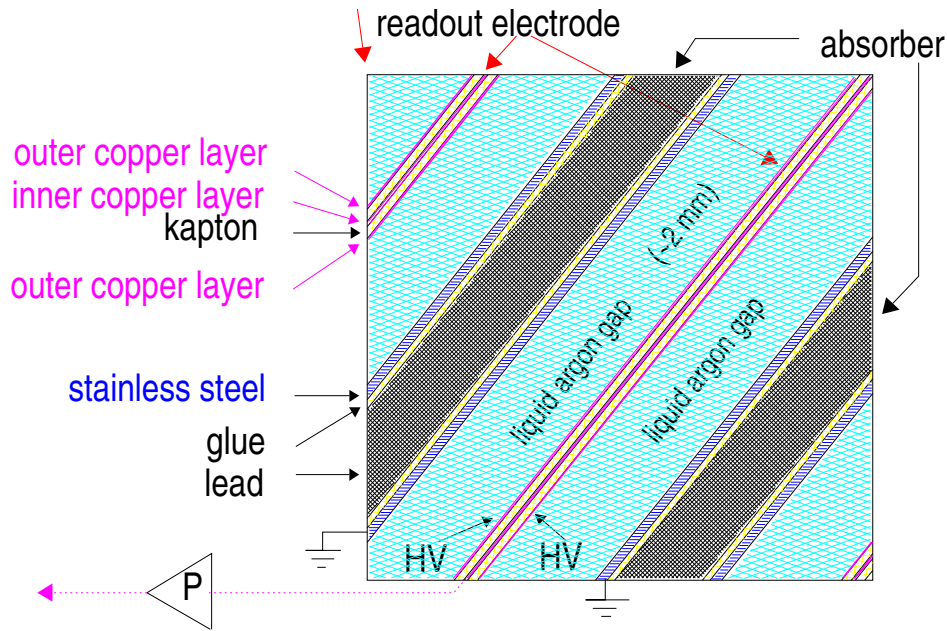 readout electrode
absorber
outer copper layer
inner copper layer
kapton
outer copper layer
(~2 mm)
liquid argon gap
liquid argon gap
stainless steel
glue
lead
HV
HV
P